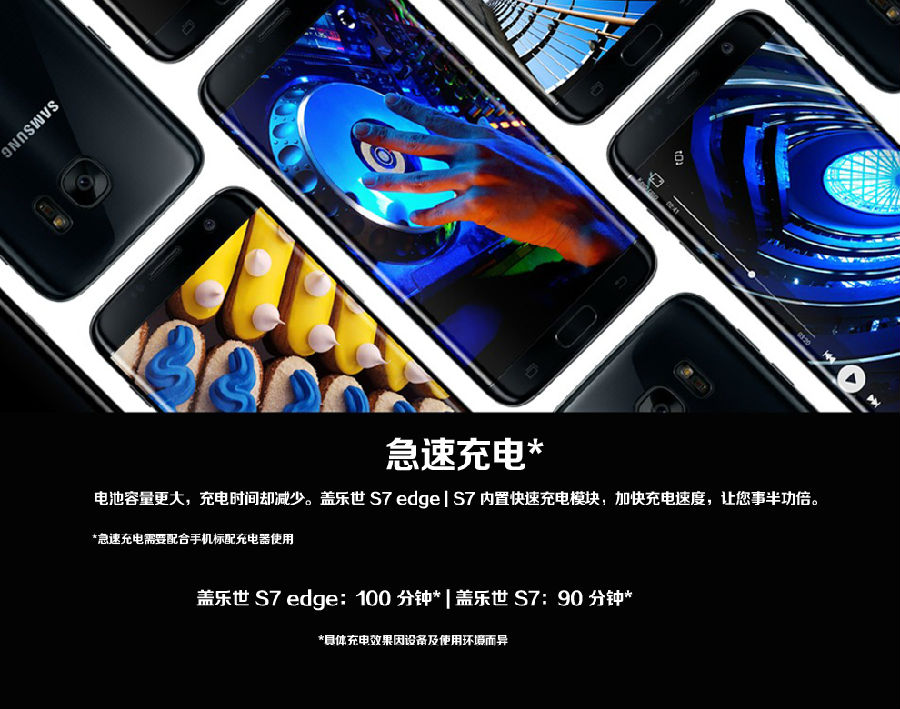 SAMSUNG
急速充电*
电池容量更大，充电时间却减少。盖乐世 S7 edge | S7 内置快速充电模块，加快充电速度，让您事半功倍。
*急速充电需要配合手机标配充电器使用
盖乐世 S7 edge：100 分钟* | 盖乐世 S7：90 分钟*
*具体充电效果因设备及使用环境而异